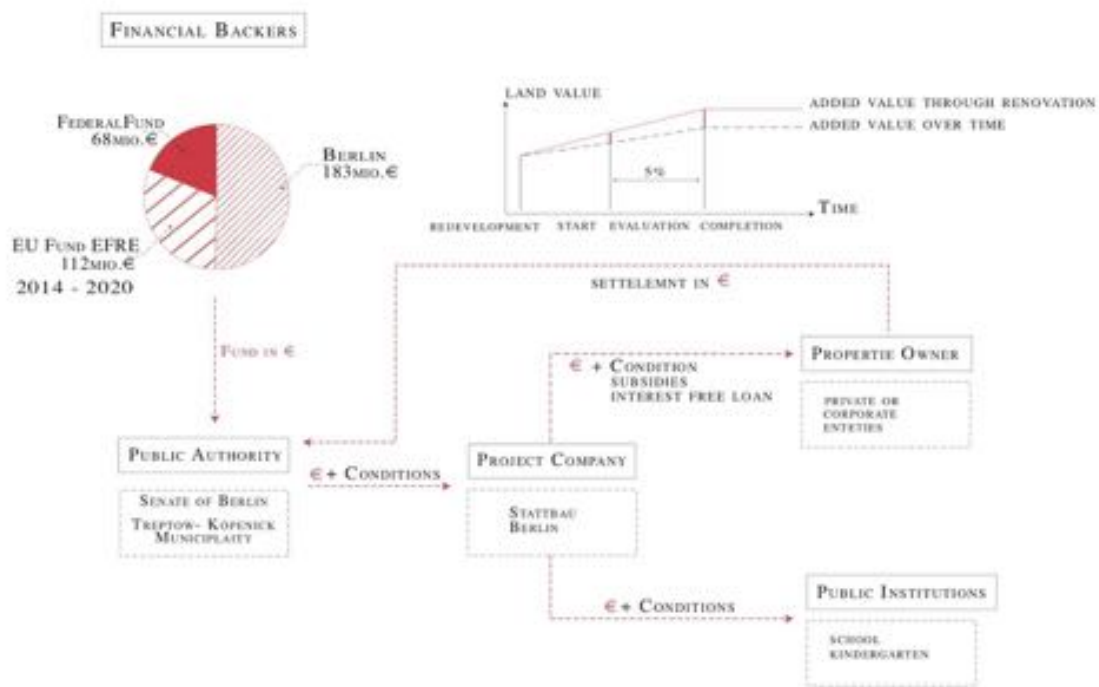 FINANCIAL BACKERS
FEDERALFUND
68MIO.€
BERLIN
183MIO.€
EU FUND EFRE
112MIO.€
2014 - 2020
LAND VALUE
ADDED VALUE THROUGH RENOVATION
ADDED VALUE OVER TIME
5%
TIME
REDEVELOPMENT START EVALUATION COMPLETION
SETTELEMNT IN €
FUND IN €
€ + CONDITION
SUBSIDIES
INTEREST FREE LOAN
PROPERTIE OWNER
PRIVATE OR
CORPORATE
ENTETIES
PUBLIC AUTHORITY
SENATE OF BERLIN
TREPTOW- KÖPENICK
MUNICIPLAITY
€ + CONDITIONS
PROJECT COMPANY
STATTBAU
BERLIN
€ + CONDITIONS
PUBLIC INSTITUTIONS
SCHOOL
KINDERGARTEN